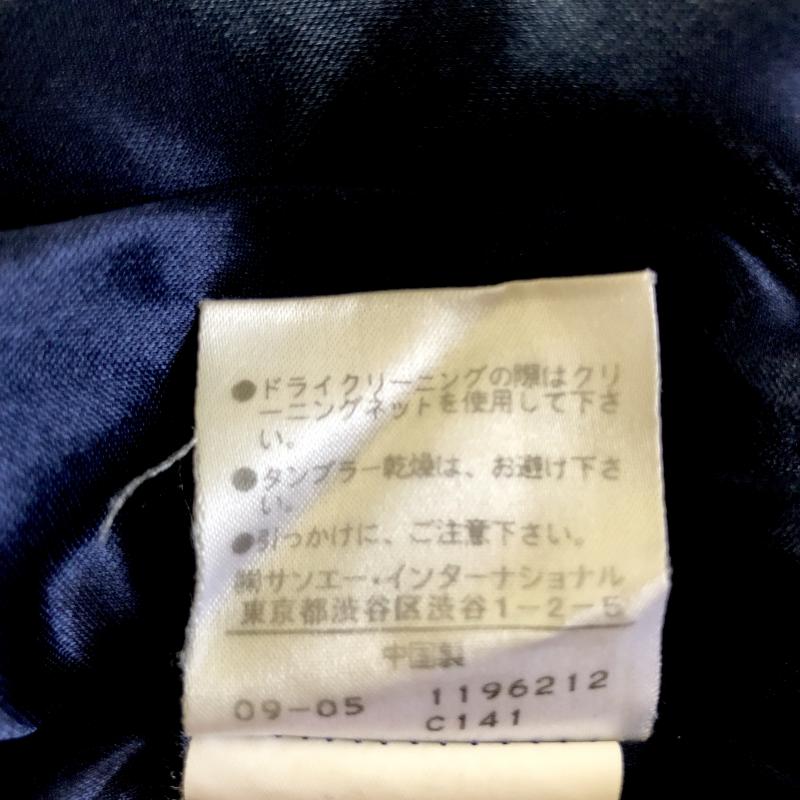 ●ドライクリーニングの際はクリ
ーニングネットを使用して下さ
い。
●タンブラー乾燥は、お避け下さ
い。
●引っかけに、ご注意下さい。
㈱サンエー・インターナショナル
東京都渋谷区渋谷1-2-5
中国製
09-05 1196212
C141